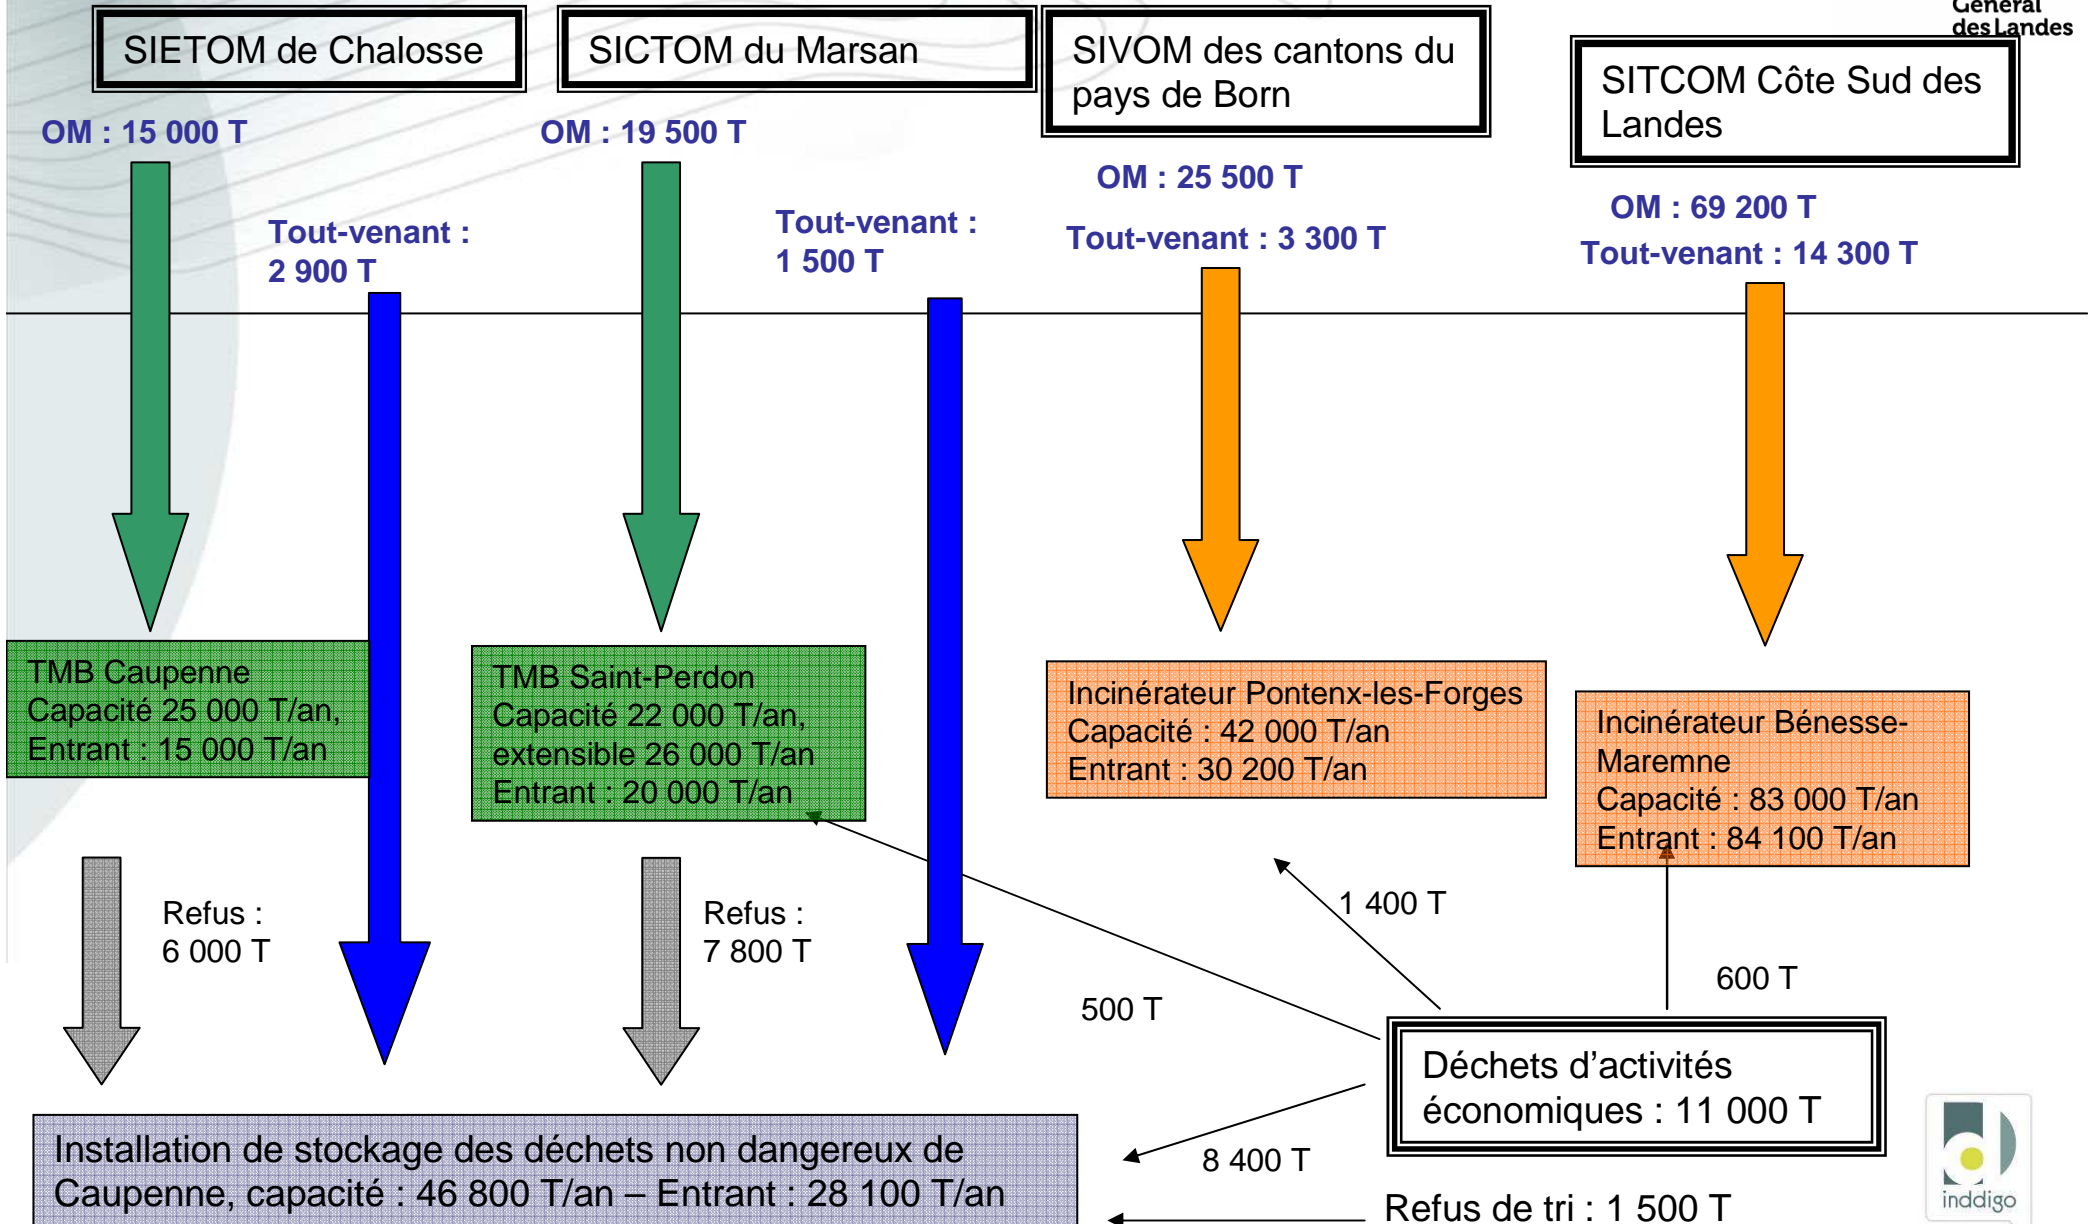 Général
des Landes
SIETOM de Chalosse
SICTOM du Marsan
SIVOM des cantons du
pays de Born
SITCOM Côte Sud des
Landes
OM : 15 000 T
OM : 19 500 T
OM : 25 500 T
OM : 69 200 T
Tout-venant :
2 900 T
Tout-venant :
1 500 T
Tout-venant : 3 300 T
Tout-venant : 14 300 T
TMB Caupenne
Capacité 25 000 T/an,
Entrant : 15 000 T/an
TMB Saint-Perdon
Capacité 22 000 T/an,
extensible 26 000 T/an
Entrant : 20 000 T/an
Incinérateur Pontenx-les-Forges
Capacité : 42 000 T/an
Entrant : 30 200 T/an
Incinérateur Bénesse-
Maremne
Capacité : 83 000 T/an
Entrant : 84 100 T/an
Refus :
6 000 T
Refus :
7 800 T
1 400 T
600 T
500 T
Déchets d’activités
économiques : 11 000 T
8 400 T
Installation de stockage des déchets non dangereux de
Caupenne, capacité : 46 800 T/an – Entrant : 28 100 T/an
Refus de tri : 1 500 T
inddigo